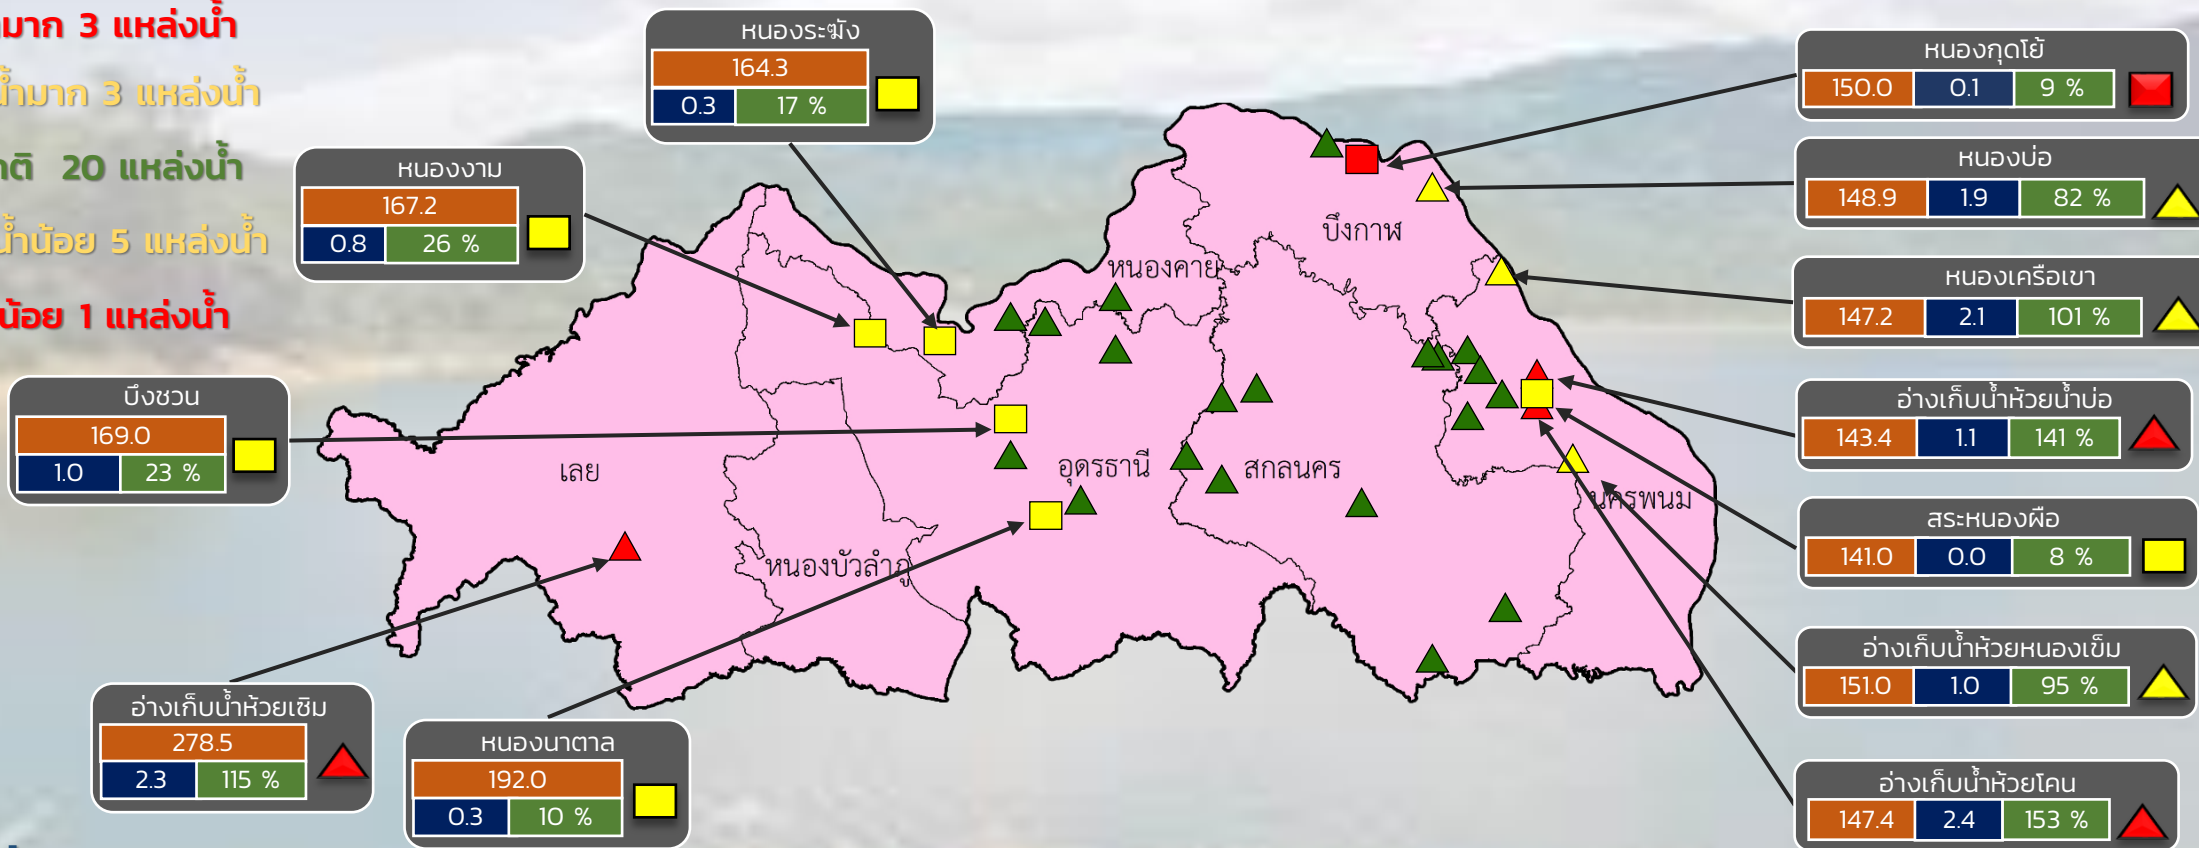 มาก 3 แหล่งน้ำ
น้ำมาก 3 แหล่งน้ำ
20 แหล่งน้ำ
น้ำน้อย 5 แหล่งน้ำ
น้อย 1 แหล่งน้ำ
หนองระฆัง
164.3
0.3 17 %
หนองงาม
167.2
0.8 26 %
บึงชวน
169.0
1.0 23 %
อ่างเก็บน้ำห้วยเซิม
278.5
2.3 115 %
หนองนาตาล
192.0
0.3 10 %
เลย
หนองบัวลำภู
อุดรธานี
หนองคาย
บึงกาฬ
สกลนคร
นครพนม
หนองกุดโย้
150.0 0.1 9 %
หนองบ่อ
148.9 1.9 82 %
หนองเครือเขา
147.2 2.1 101 %
อ่างเก็บน้ำห้วยน้ำบ่อ
143.4 1.1 141 %
สระหนองผือ
141.0 0.0 8 %
อ่างเก็บน้ำห้วยหนองเข็ม
151.0 1.0 95 %
อ่างเก็บน้ำห้วยโคน
147.4 2.4 153 %